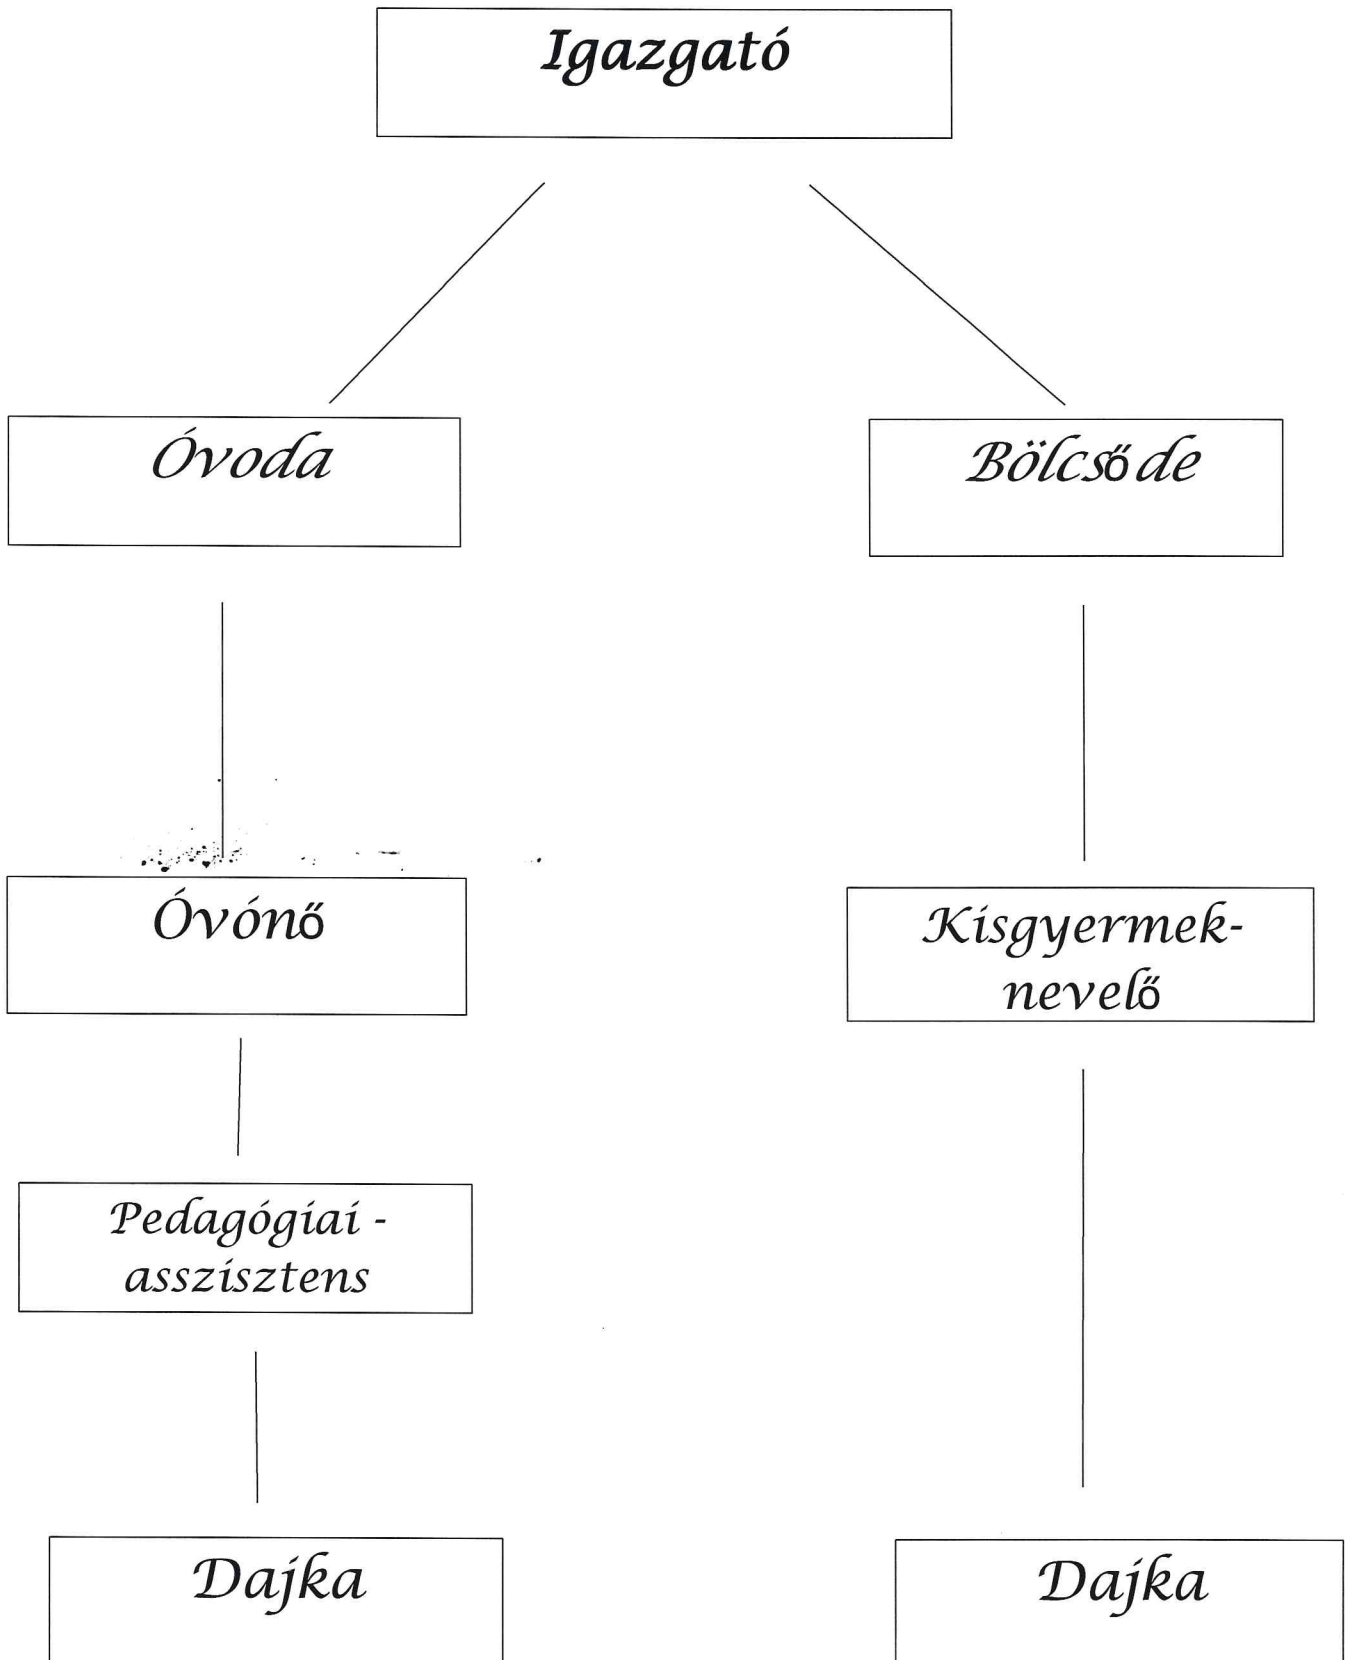 Igazgató
Óvoda
Bölcsőde
Óvónő
Kisgyermek-
nevelő
Pedagógiai -
asszisztens
Dajka
Dajka